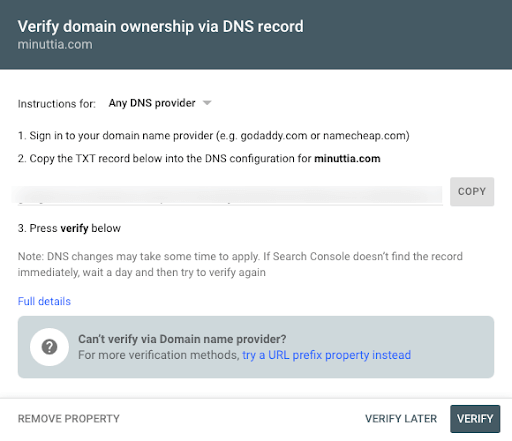 Verify domain ownership via DNS record
minuttia.com
Instructions for: Any DNS provider
1. Sign in to your domain name provider (e.g. godaddy.com or namecheap.com)
2. Copy the TXT record below into the DNS configuration for minuttia.com
COPY
3. Press verify below
Note: DNS changes may take some time to apply. If Search Console doesn't find the record
immediately, wait a day and then try to verify again
Full details
?
Can't verify via Domain name provider?
For more verification methods, try a URL prefix property instead
REMOVE PROPERTY VERIFY LATER VERIFY